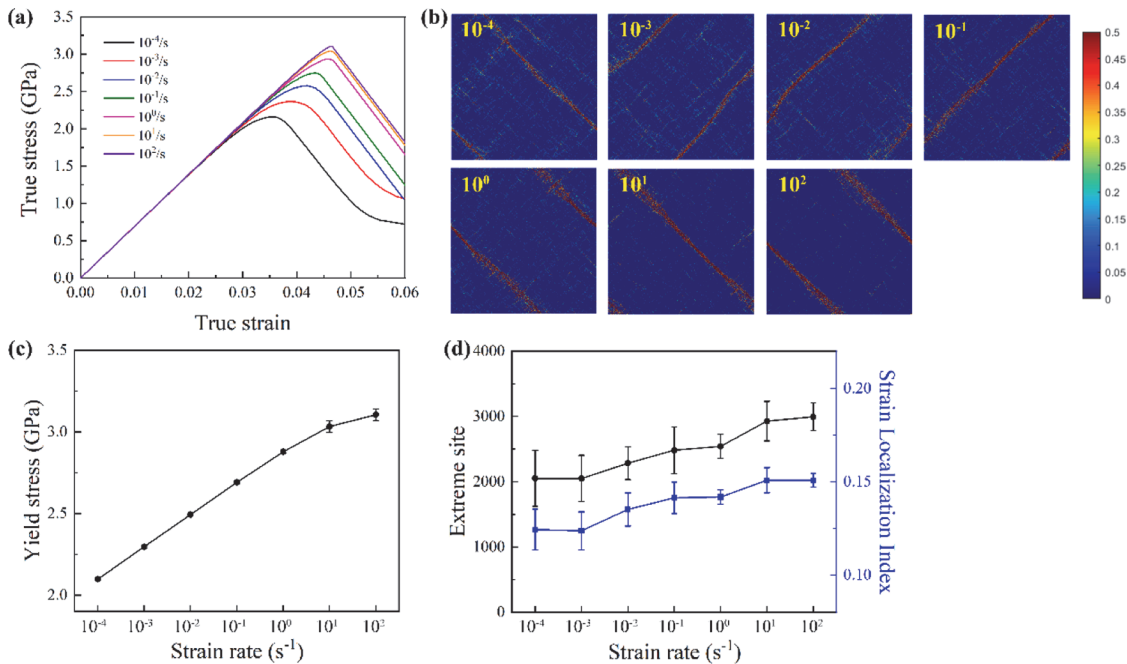 (a)
True stress (GPa)
3.5
3.0
2.5
2.0
1.5
1.0
0.5
0.0
10⁻⁴/s
10⁻³/s
10⁻²/s
10⁻¹/s
10⁰/s
10¹/s
10²/s
0.00 0.01 0.02 0.03 0.04 0.05 0.06
True strain
(b)
10⁻⁴ 10⁻³ 10⁻² 10⁻¹
10⁰ 10¹ 10²
0.5
0.45
0.4
0.35
0.3
0.25
0.2
0.15
0.1
0.05
0
(c)
Yield stress (GPa)
3.5
3.0
2.5
2.0
10⁻⁴ 10⁻³ 10⁻² 10⁻¹ 10⁰ 10¹ 10²
Strain rate (s⁻¹)
(d)
Extreme site
4000
3000
2000
1000
0
0.20
0.15
0.10
Strain Localization Index
10⁻⁴ 10⁻³ 10⁻² 10⁻¹ 10⁰ 10¹ 10²
Strain rate (s⁻¹)